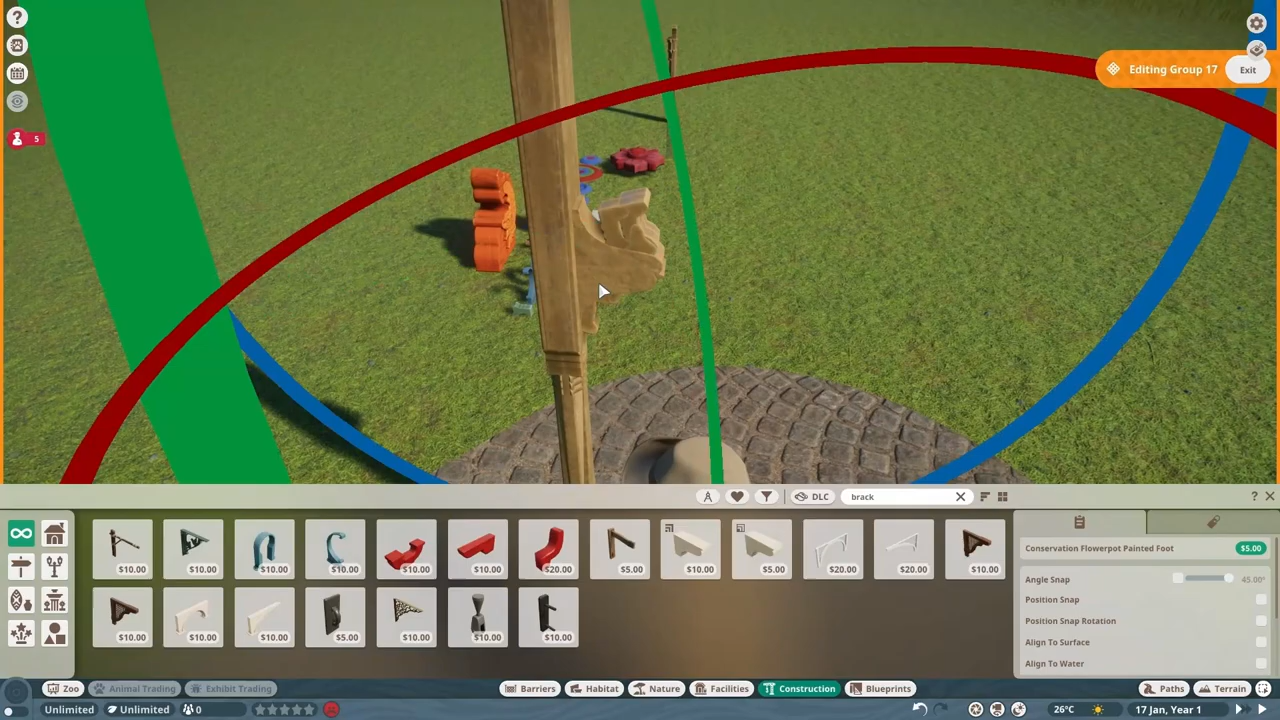 ?
Editing Group 17
Exit
5
DLC
brack
?
$10.00
$10.00
$10.00
$10.00
$10.00
$10.00
$20.00
$5.00
$10.00
$5.00
$20.00
$20.00
$10.00
$10.00
$10.00
$10.00
$5.00
$10.00
$10.00
$10.00
Conservation Flowerpot Painted Foot
$5.00
Angle Snap
45.00°
Position Snap
Position Snap Rotation
Align To Surface
Align To Water
Zoo
Animal Trading
Exhibit Trading
Barriers
Habitat
Nature
Facilities
Construction
Blueprints
Paths
Terrain
Unlimited
Unlimited
0
26°C
17 Jan, Year 1